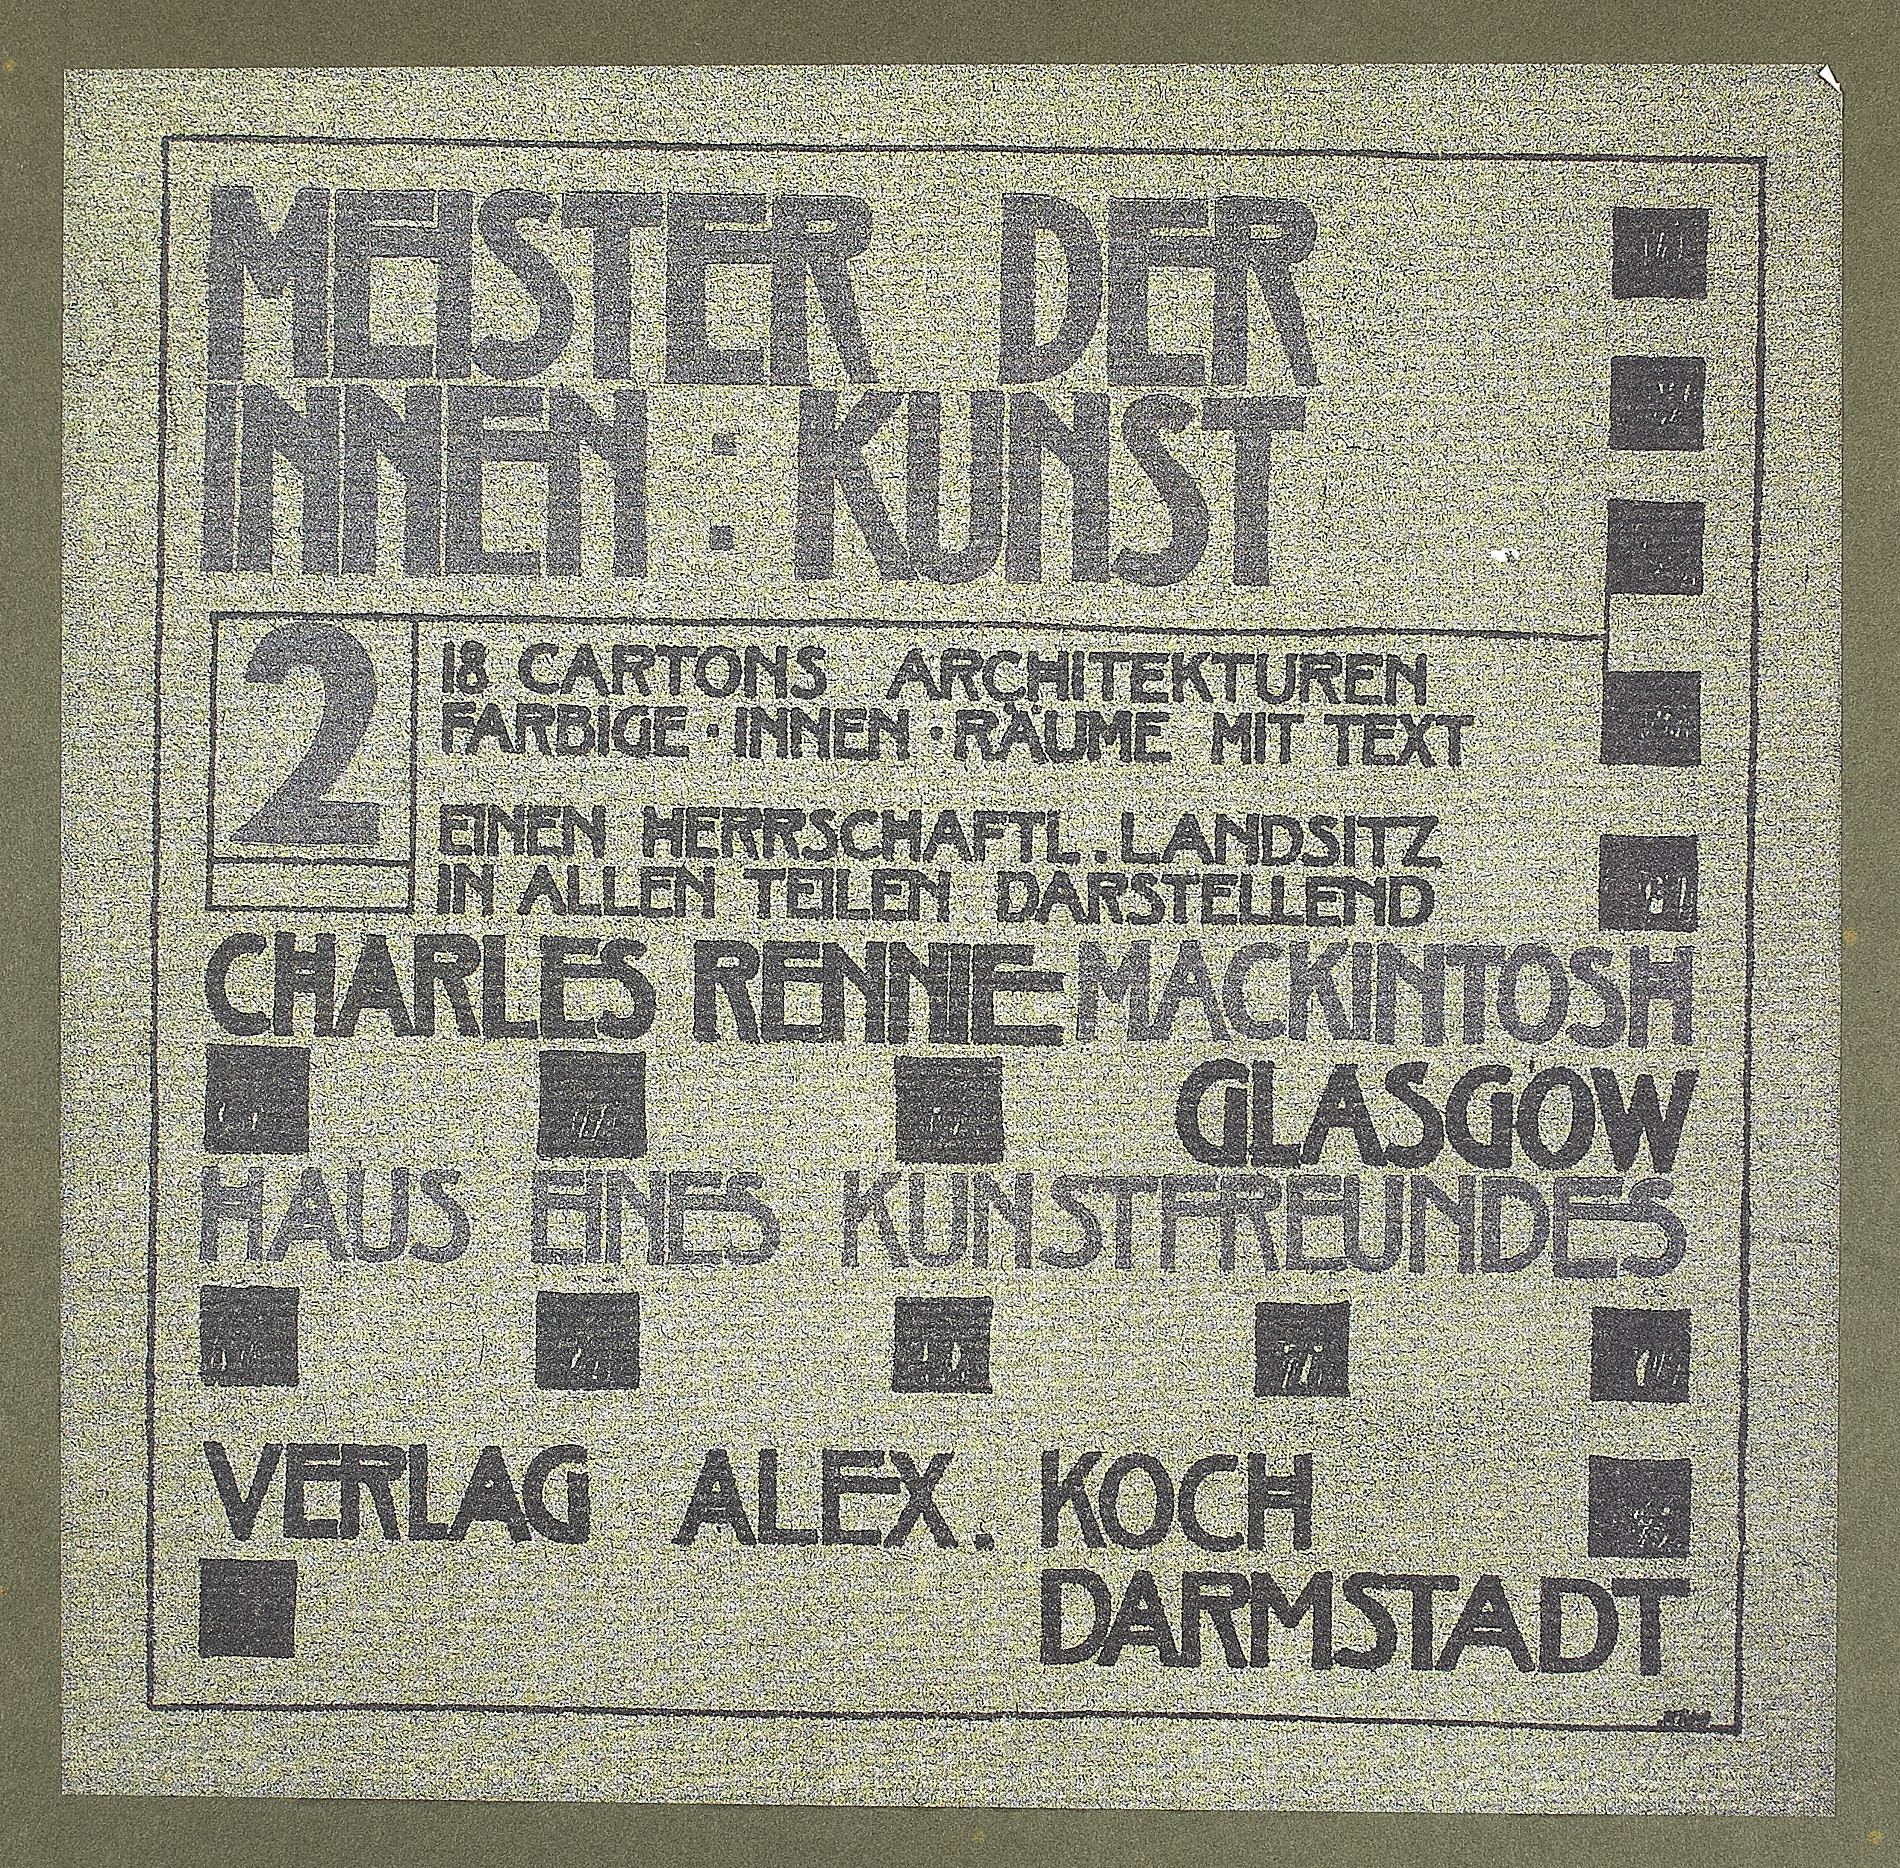 MEISTER DER
INNEN : KUNST
2
18 CARTONS ARCHITEKTUREN
FARBIGE · INNEN · RÄUME MIT TEXT
EINEN HERRSCHAFTL. LANDSITZ
IN ALLEN TEILEN DARSTELLEND
CHARLES RENNIE MACKINTOSH
GLASGOW
HAUS EINES KUNSTFREUNDES
VERLAG ALEX. KOCH
DARMSTADT